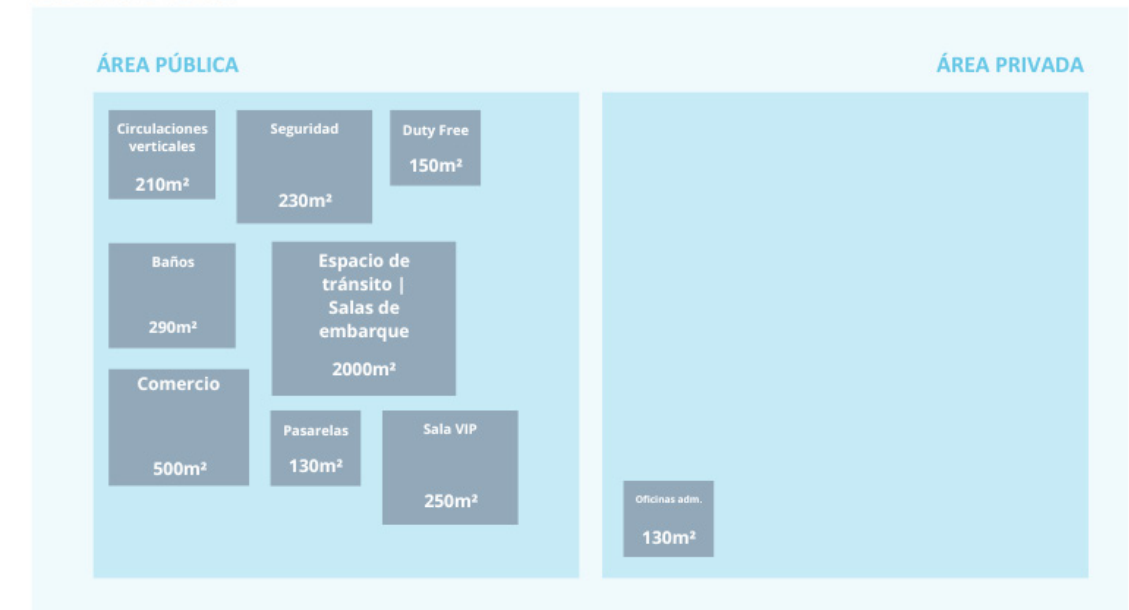 ÁREA PÚBLICA
ÁREA PRIVADA
Circulaciones
verticales
210m²
Seguridad
230m²
Duty Free
150m²
Baños
290m²
Espacio de
tránsito |
Salas de
embarque
2000m²
Comercio
500m²
Pasarelas
130m²
Sala VIP
250m²
Oficinas adm.
130m²